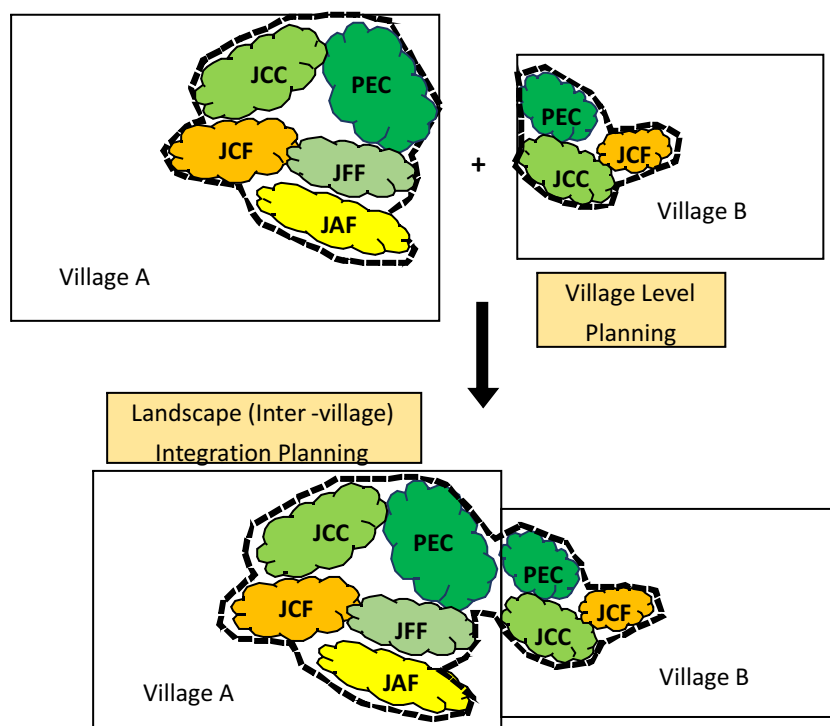 JCC
PEC
JCF
JFF
JAF
Village A
+
PEC
JCF
JCC
Village B
Village Level
Planning
Landscape (Inter -village)
Integration Planning
JCC
PEC
JCF
JFF
JAF
Village A
PEC
JCF
JCC
Village B